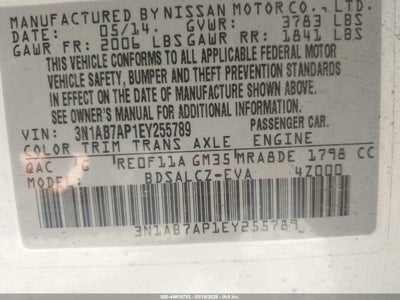 MANUFACTURED BY NISSAN MOTOR CO., LTD.
DATE: 05/14. GVWR: 3783 LBS
GAWR FR: 2006 LBS GAWR RR: 1841 LBS
THIS VEHICLE CONFORMS TO ALL APPLICABLE FEDERAL MOTOR
VEHICLE SAFETY, BUMPER AND THEFT PREVENTION STANDARDS
IN EFFECT ON THE DATE OF MANUFACTURE SHOWN ABOVE.
SEE OWNER'S MANUAL FOR ADDITIONAL INFORMATION.
VIN: 3N1AB7AP1EY255789 PASSENGER CAR.
COLOR TRIM TRANS AXLE ENGINE
QAC G RE0F11A GM35 MRA8DE 1798 CC
MODEL: BDSALCZ-EVA 4Z000
3N1AB7AP1EY255789